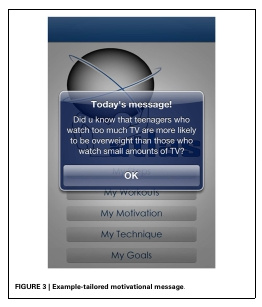 Today's message!
Did u know that teenagers who
watch too much TV are more likely
to be overweight than those who
watch small amounts of TV?
OK
My Workouts
My Motivation
My Technique
My Goals
FIGURE 3 | Example-tailored motivational message.